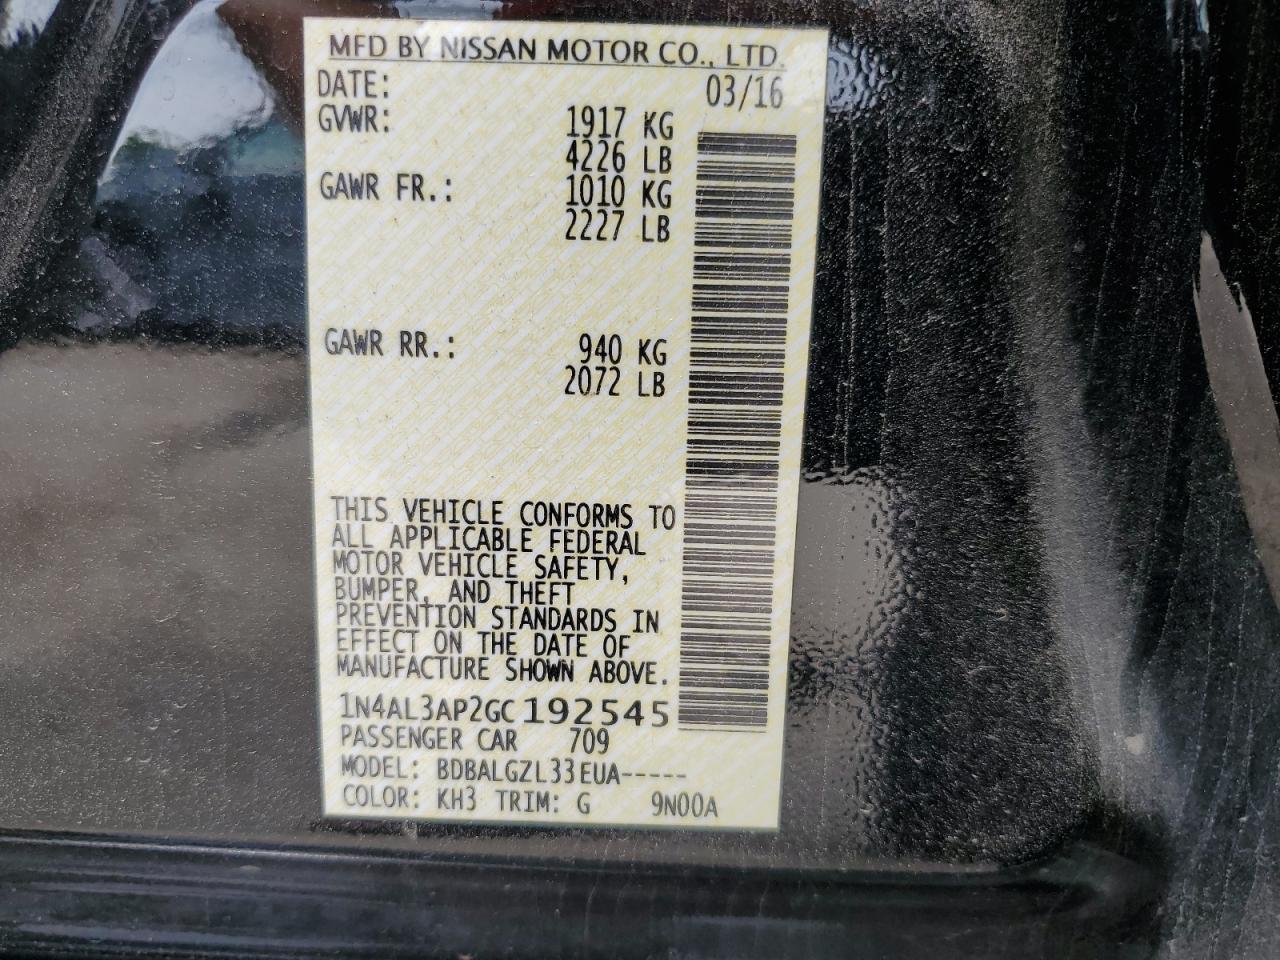 MFD BY NISSAN MOTOR CO., LTD.
DATE: 03/16
GVWR: 1917 KG
4226 LB
GAWR FR.: 1010 KG
2227 LB
GAWR RR.: 940 KG
2072 LB
THIS VEHICLE CONFORMS TO
ALL APPLICABLE FEDERAL
MOTOR VEHICLE SAFETY,
BUMPER, AND THEFT
PREVENTION STANDARDS IN
EFFECT ON THE DATE OF
MANUFACTURE SHOWN ABOVE.
1N4AL3AP2GC192545
PASSENGER CAR 709
MODEL: BDBALGZL33EUA-----
COLOR: KH3 TRIM: G 9N00A